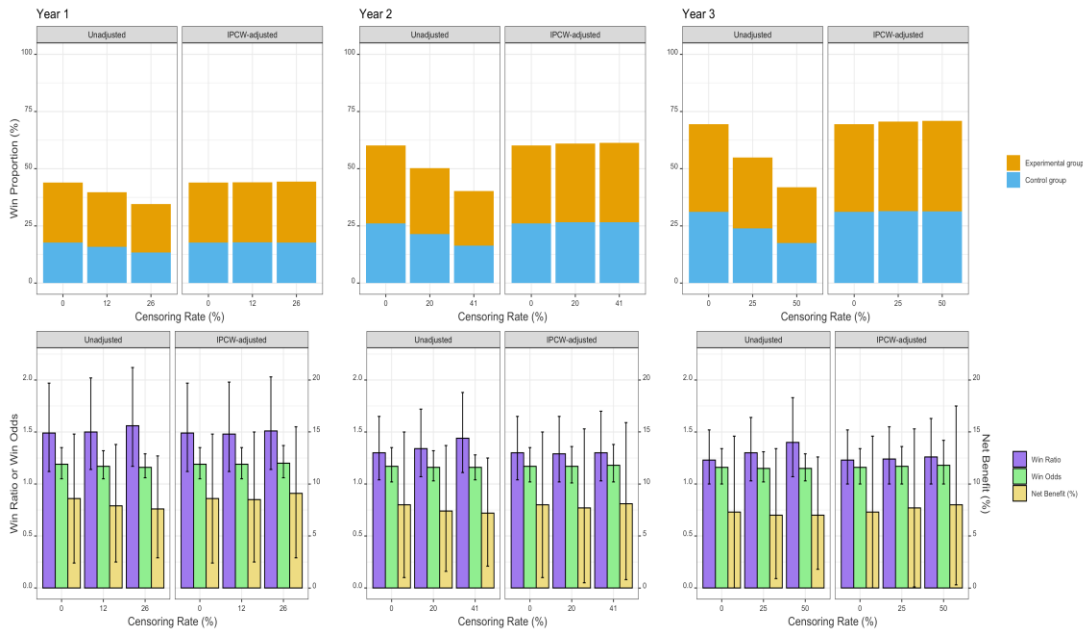 Year 1
Year 2
Year 3
Unadjusted
IPCW-adjusted
Unadjusted
IPCW-adjusted
Unadjusted
IPCW-adjusted
Win Proportion (%)
100
75
50
25
0
100
75
50
25
0
100
75
50
25
0
0
12
26
0
12
26
0
20
41
0
20
41
0
25
50
0
25
50
Censoring Rate (%)
Censoring Rate (%)
Censoring Rate (%)
Experimental group
Control group
Unadjusted
IPCW-adjusted
Unadjusted
IPCW-adjusted
Unadjusted
IPCW-adjusted
Win Ratio or Win Odds
2.0
1.5
1.0
0.5
0.0
20
15
10
5
0
2.0
1.5
1.0
0.5
0.0
20
15
10
5
0
2.0
1.5
1.0
0.5
0.0
20
15
10
5
0
Net Benefit (%)
0
12
26
0
12
26
0
20
41
0
20
41
0
25
50
0
25
50
Censoring Rate (%)
Censoring Rate (%)
Censoring Rate (%)
Win Ratio
Win Odds
Net Benefit (%)